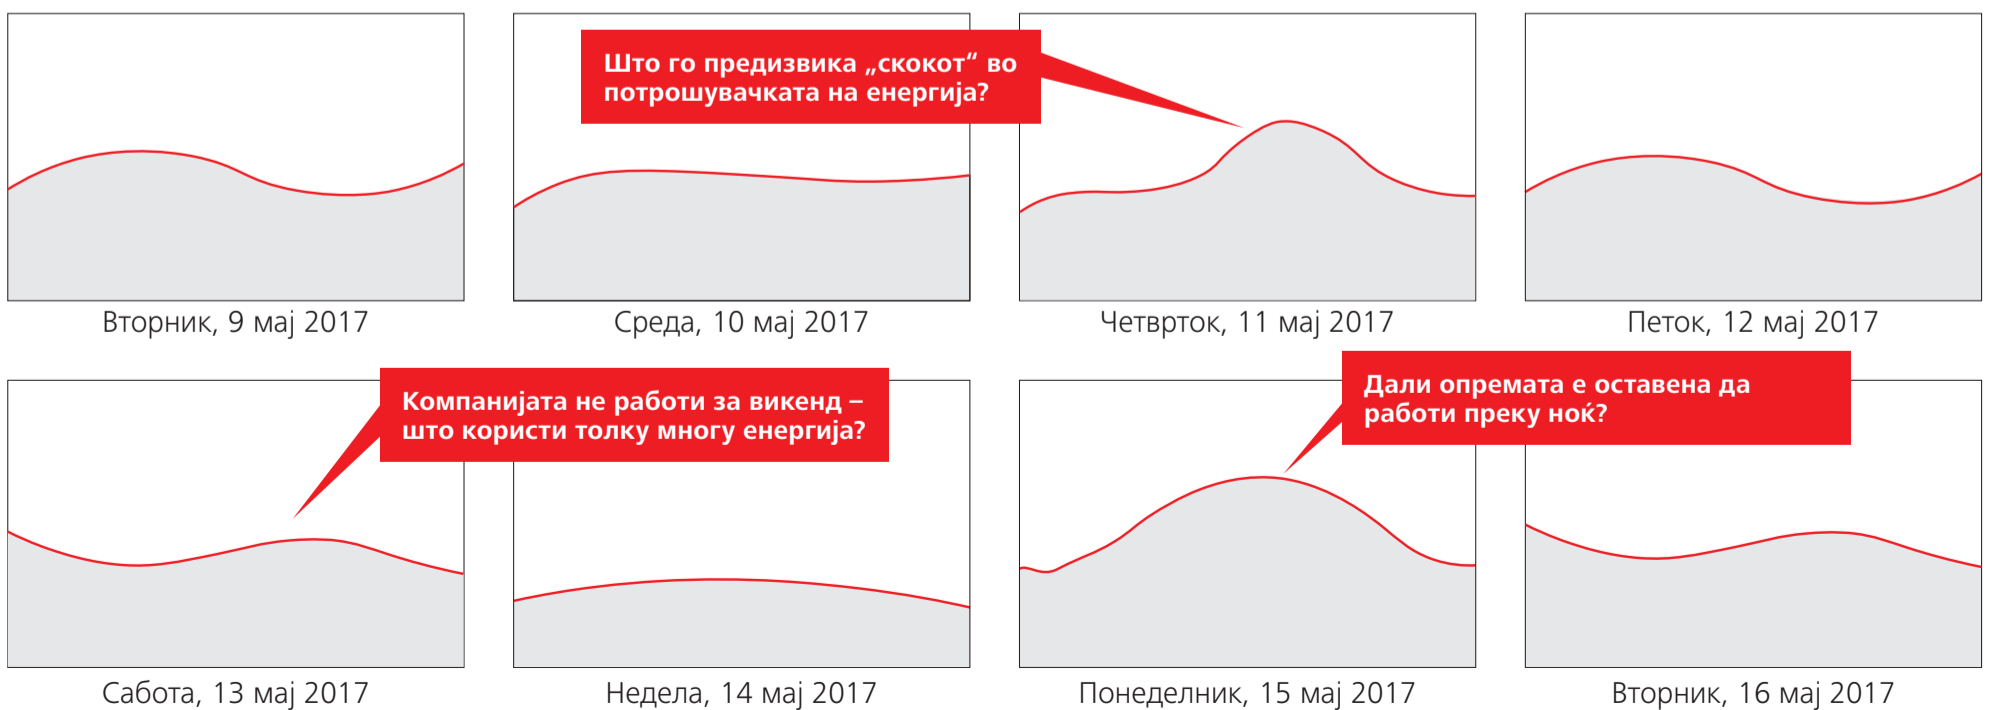 Што го предизвика „скокот“ во
потрошувачката на енергија?
Вторник, 9 мај 2017
Среда, 10 мај 2017
Четврток, 11 мај 2017
Петок, 12 мај 2017
Компанијата не работи за викенд –
што користи толку многу енергија?
Дали опремата е оставена да
работи преку ноќ?
Сабота, 13 мај 2017
Недела, 14 мај 2017
Понеделник, 15 мај 2017
Вторник, 16 мај 2017